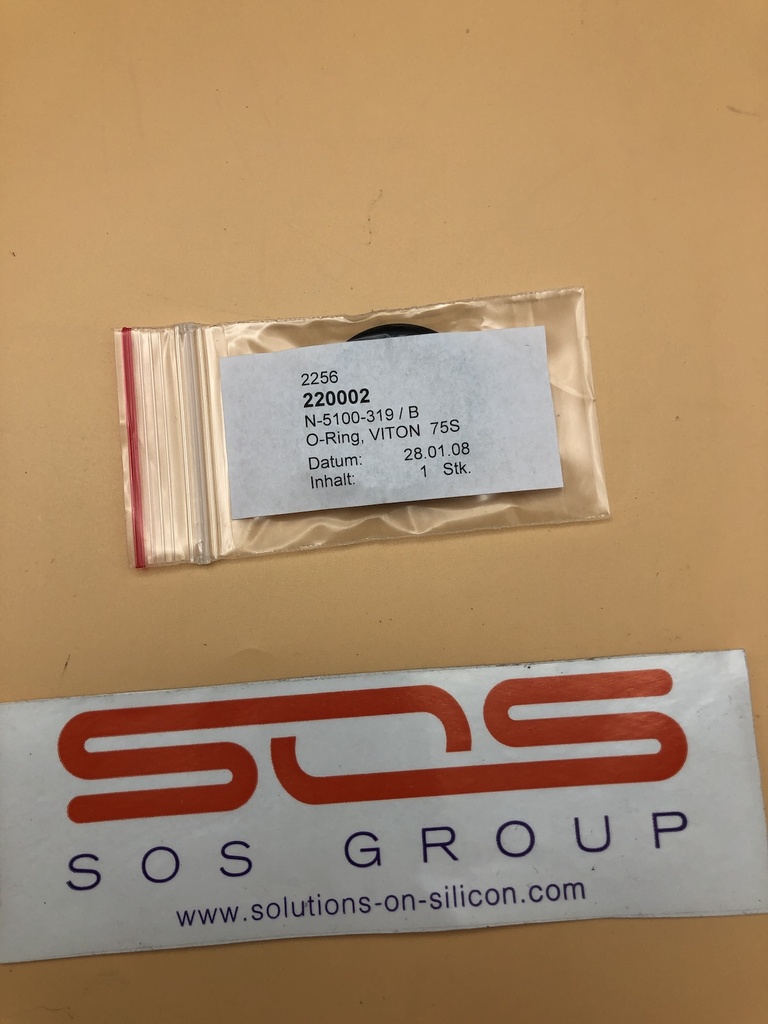 2256
220002
N-5100-319 / B
O-Ring, VITON 75S
Datum: 28.01.08
Inhalt: 1 Stk.
SOS
SOS GROUP
www.solutions-on-silicon.com